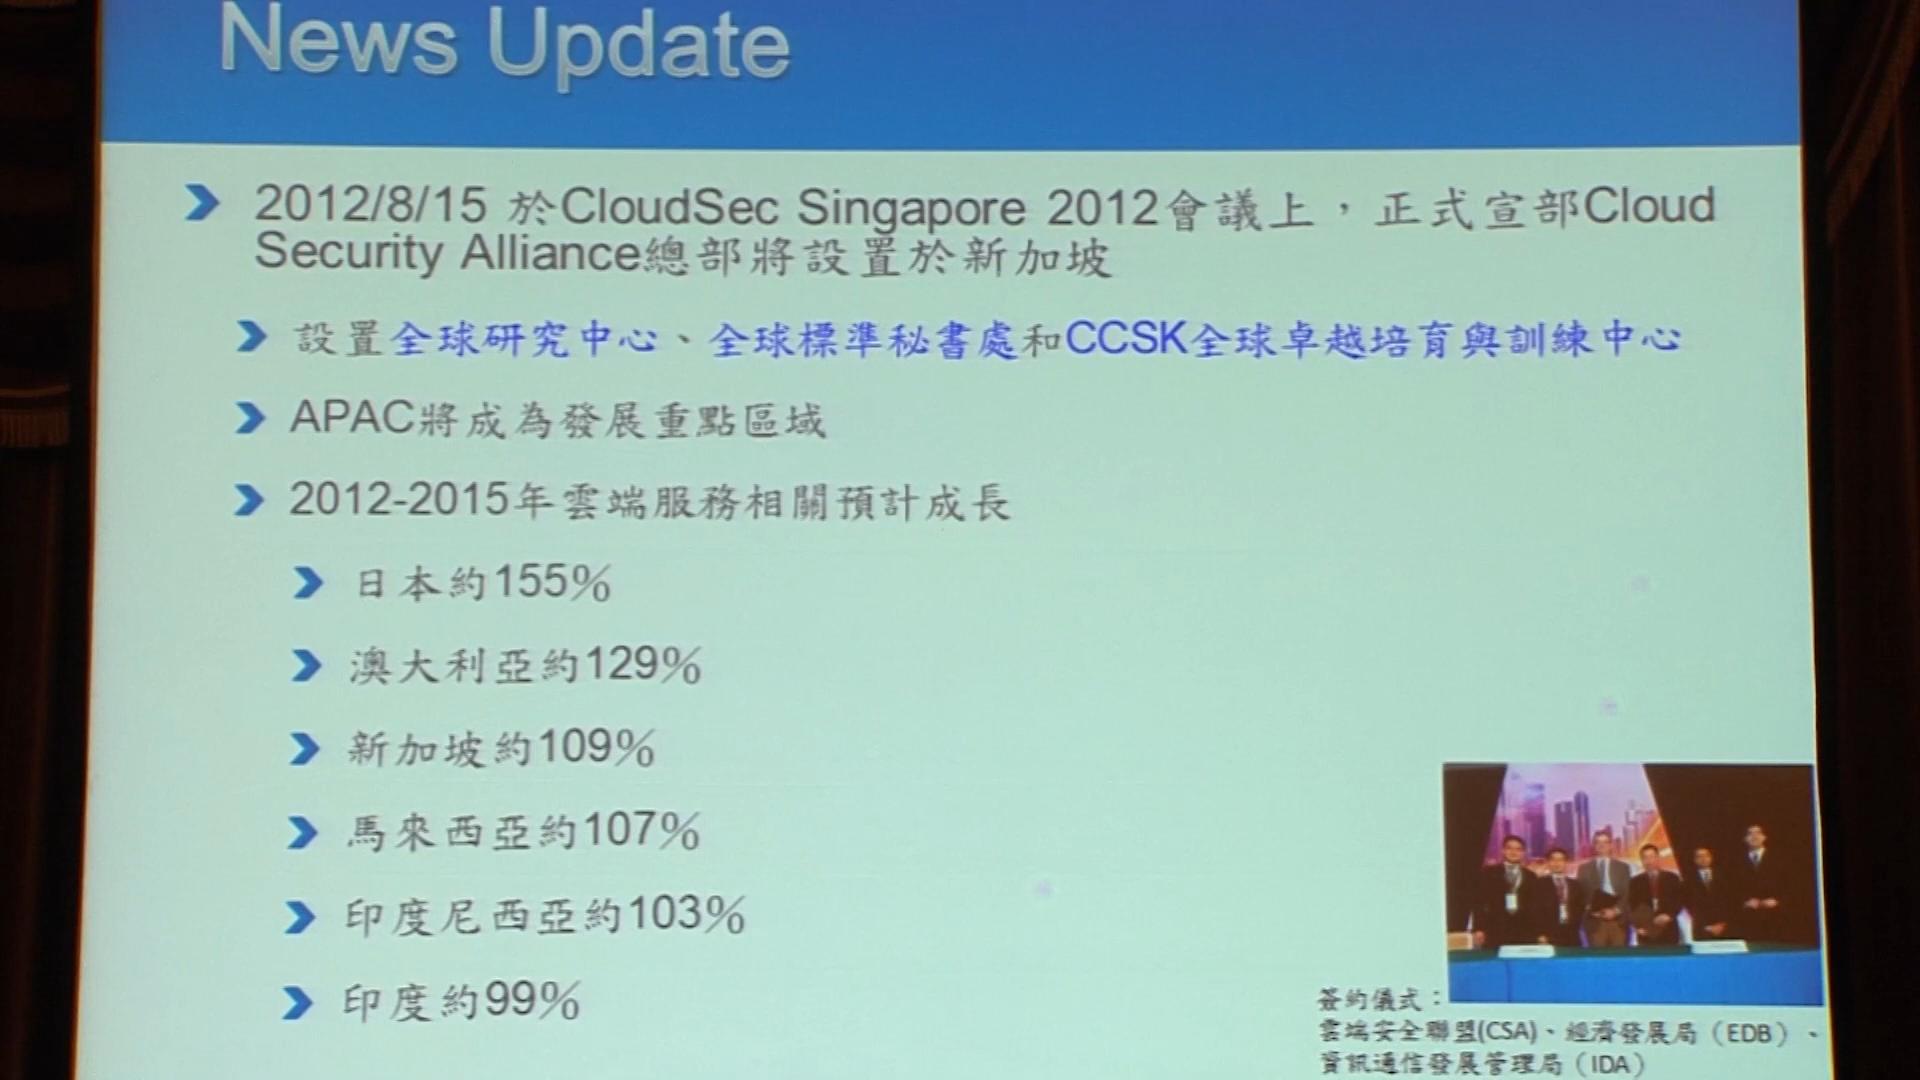 News Update
2012/8/15 於CloudSec Singapore 2012會議上，正式宣部Cloud
Security Alliance總部將設置於新加坡
設置全球研究中心、全球標準秘書處和CCSK全球卓越培育與訓練中心
APAC將成為發展重點區域
2012-2015年雲端服務相關預計成長
日本約155%
澳大利亞約129%
新加坡約109%
馬來西亞約107%
印度尼西亞約103%
印度約99%
簽約儀式：
雲端安全聯盟(CSA)、經濟發展局（EDB）、
資訊通信發展管理局（IDA）